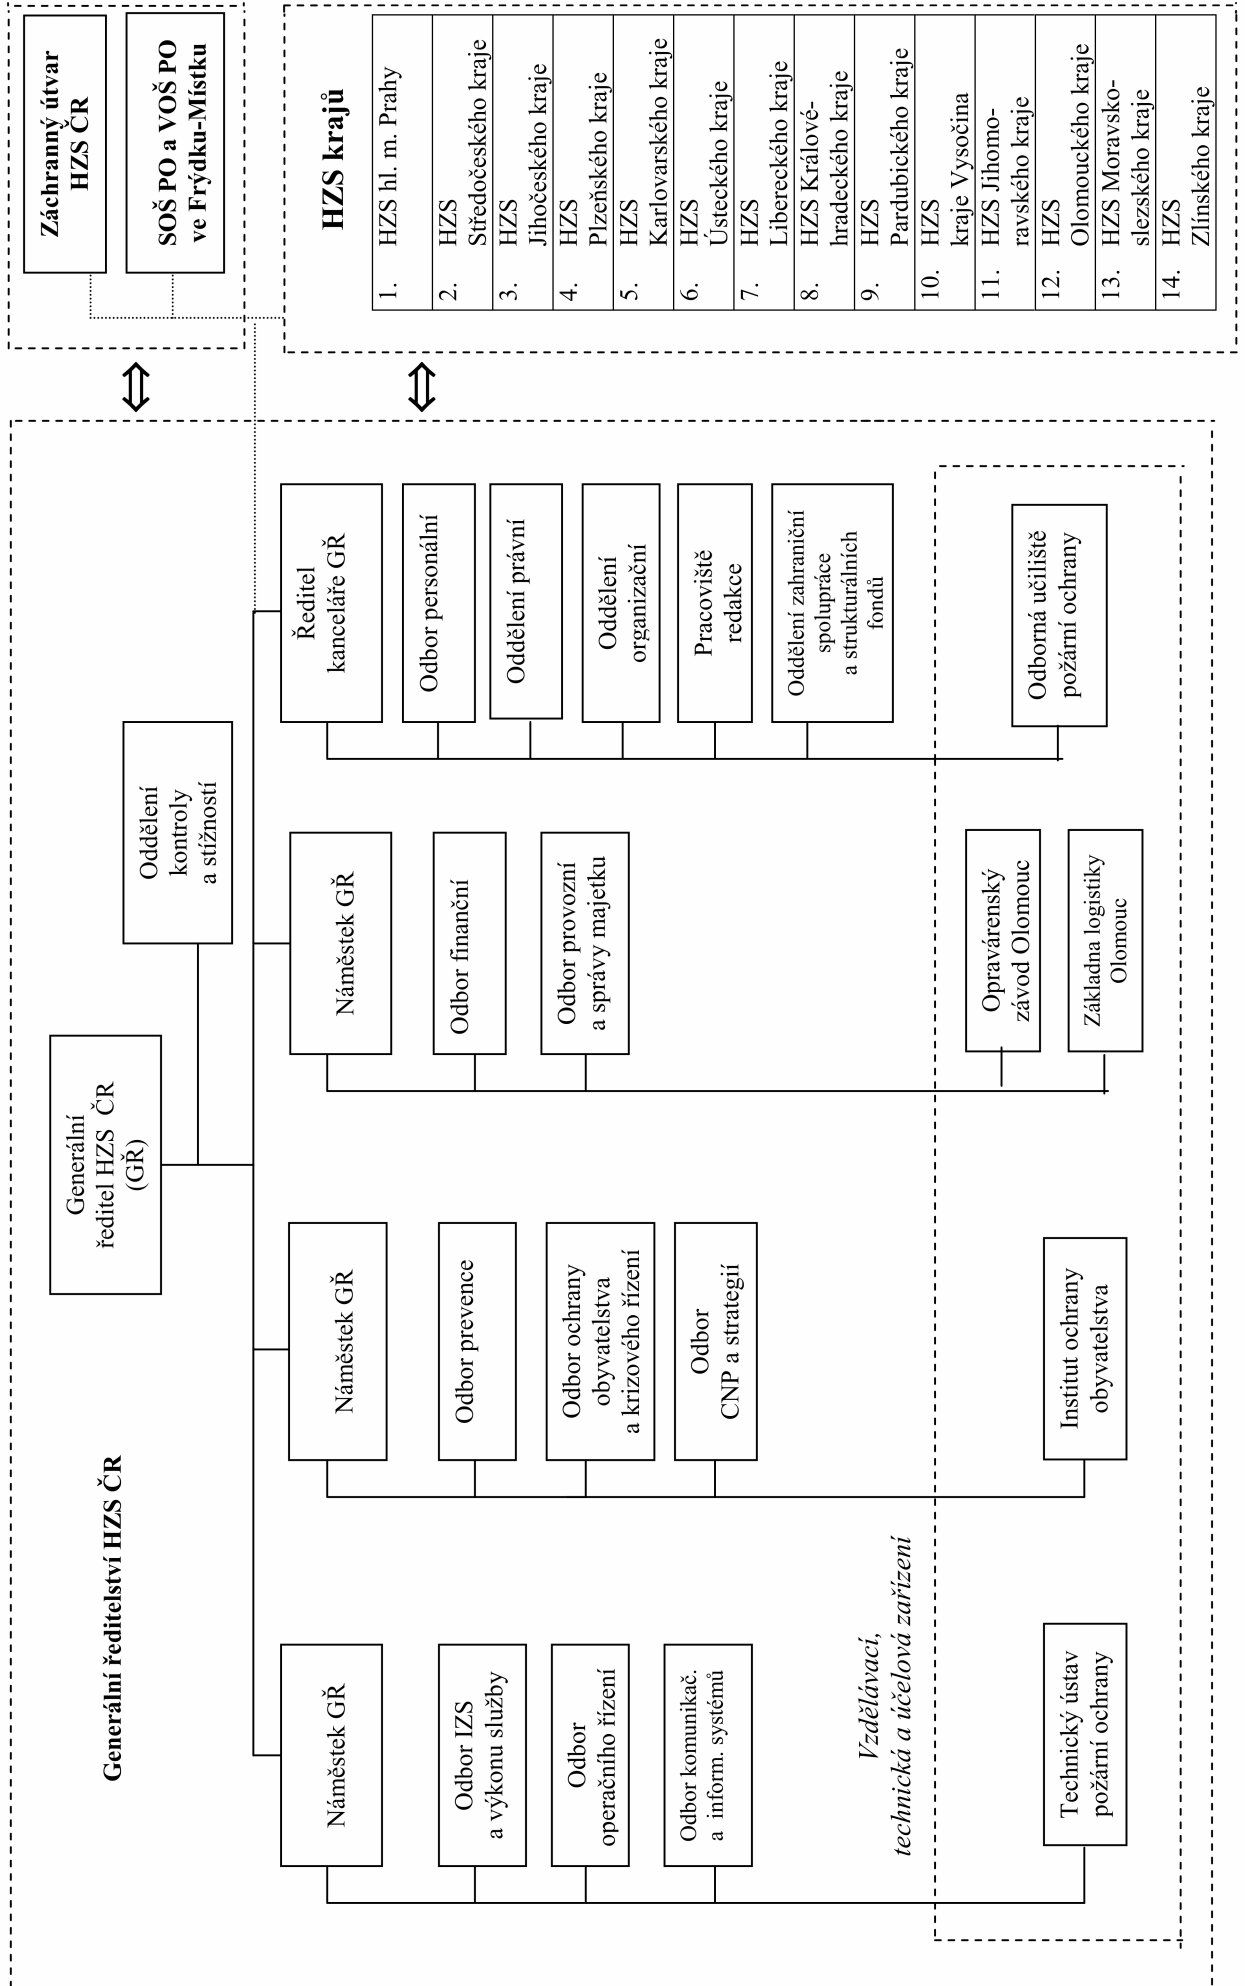 Generální ředitelství HZS ČR
Generální
ředitel HZS ČR
(GŘ)
Oddělení
kontroly
a stížností
Náměstek GŘ
Odbor IZS
a výkonu služby
Odbor
operačního řízení
Odbor komunikač.
a inform. systémů
Technický ústav
požární ochrany
Náměstek GŘ
Odbor prevence
Odbor ochrany
obyvatelstva
a krizového řízení
Odbor
CNP a strategií
Institut ochrany
obyvatelstva
Náměstek GŘ
Odbor finanční
Odbor provozní
a správy majetku
Opravárenský
závod Olomouc
Základna logistiky
Olomouc
Ředitel
kanceláře GŘ
Odbor personální
Oddělení právní
Oddělení
organizační
Pracoviště
redakce
Oddělení zahraniční
spolupráce
a strukturálních
fondů
Odborná učiliště
požární ochrany
Vzdělávací,
technická a účelová zařízení
Záchranný útvar
HZS ČR
SOŠ PO a VOŠ PO
ve Frýdku-Místku
HZS krajů
1. HZS hl. m. Prahy
2. HZS
Středočeského kraje
3. HZS
Jihočeského kraje
4. HZS
Plzeňského kraje
5. HZS
Karlovarského kraje
6. HZS
Ústeckého kraje
7. HZS
Libereckého kraje
8. HZS Králové-
hradeckého kraje
9. HZS
Pardubického kraje
10. HZS
kraje Vysočina
11. HZS Jihomo-
ravského kraje
12. HZS
Olomouckého kraje
13. HZS Moravsko-
slezského kraje
14. HZS
Zlínského kraje